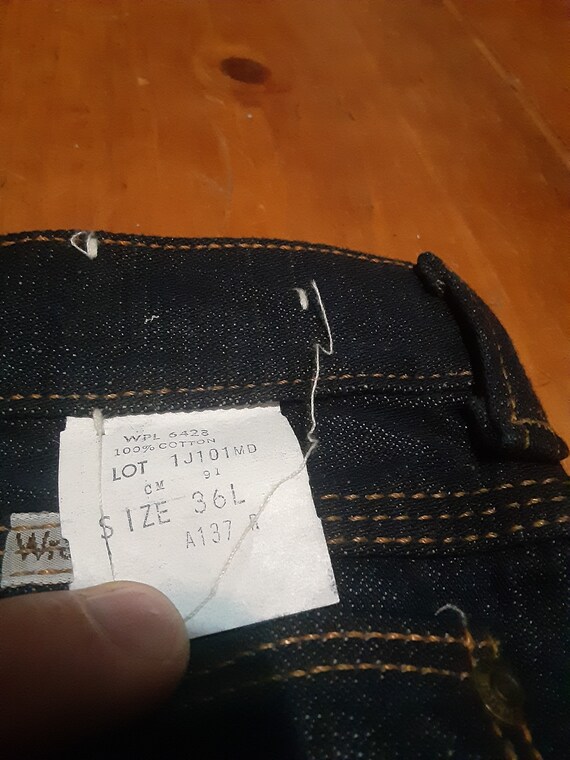 WPL 6428
100% COTTON
LOT 1J101MD
CM 91
SIZE 36L
A137 R